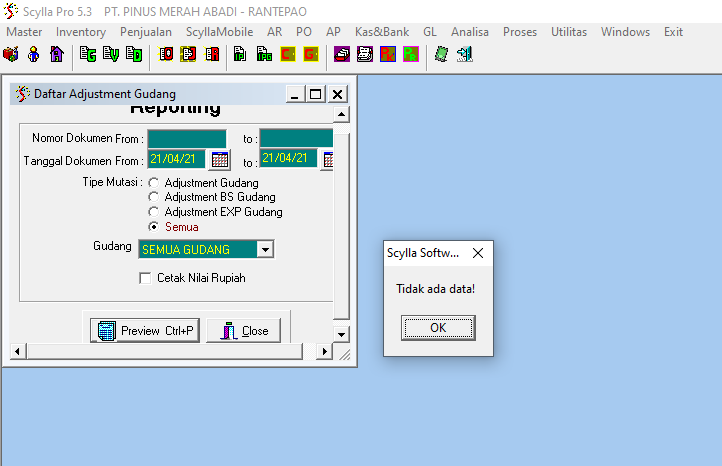 Scylla Pro 5.3 PT. PINUS MERAH ABADI - RANTEPAO
Master Inventory Penjualan ScyllaMobile AR PO AP Kas&Bank GL Analisa Proses Utilitas Windows Exit
Daftar Adjustment Gudang
Reporting
Nomor Dokumen From : to :
Tanggal Dokumen From : 21/04/21 to : 21/04/21
Tipe Mutasi : Adjustment Gudang
Adjustment BS Gudang
Adjustment EXP Gudang
Semua
Gudang SEMUA GUDANG
Cetak Nilai Rupiah
Preview Ctrl+P Close
Scylla Softw...
Tidak ada data!
OK